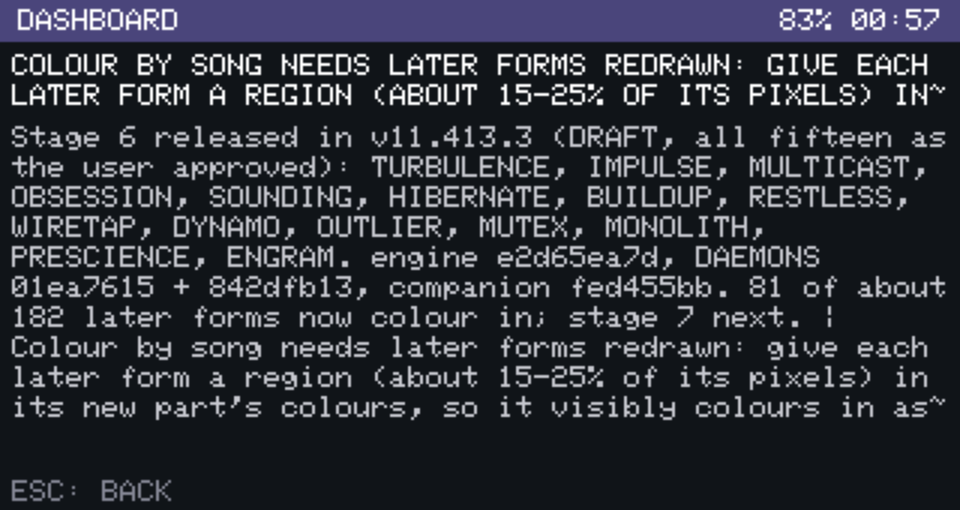 DASHBOARD 83% 00:57
COLOUR BY SONG NEEDS LATER FORMS REDRAWN: GIVE EACH
LATER FORM A REGION (ABOUT 15-25% OF ITS PIXELS) IN~
Stage 6 released in v11.413.3 (DRAFT, all fifteen as
the user approved): TURBULENCE, IMPULSE, MULTICAST,
OBSESSION, SOUNDING, HIBERNATE, BUILDUP, RESTLESS,
WIRETAP, DYNAMO, OUTLIER, MUTEX, MONOLITH,
PRESCIENCE, ENGRAM. engine e2d65ea7d, DAEMONS
01ea7615 + 842dfb13, companion fed455bb. 81 of about
182 later forms now colour in; stage 7 next. ¦
Colour by song needs later forms redrawn: give each
later form a region (about 15-25% of its pixels) in
its new part's colours, so it visibly colours in as~
ESC: BACK